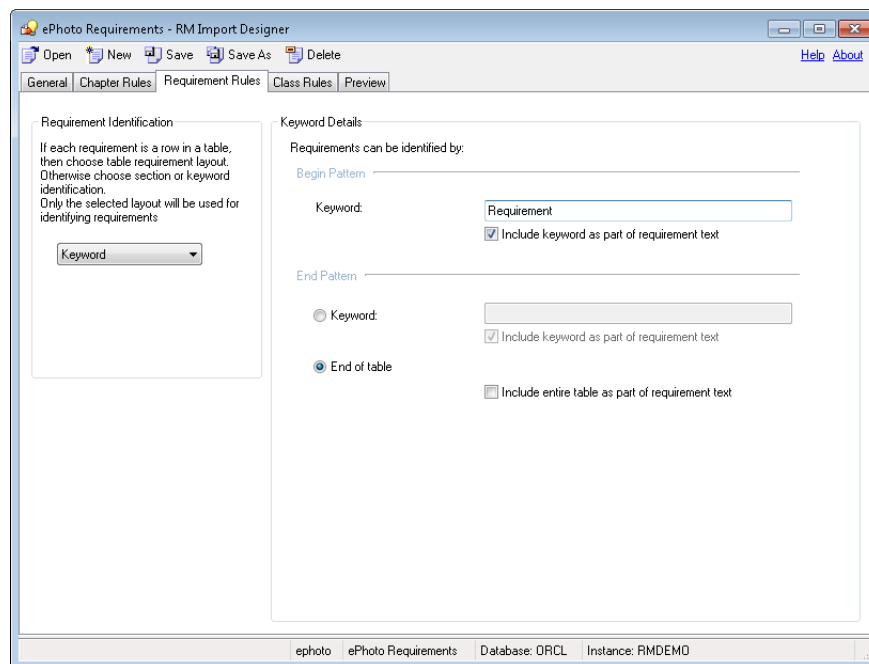 ePhoto Requirements - RM Import Designer
Open New Save Save As Delete Help About
General Chapter Rules Requirement Rules Class Rules Preview
Requirement Identification
If each requirement is a row in a table,
then choose table requirement layout.
Otherwise choose section or keyword
identification.
Only the selected layout will be used for
identifying requirements
Keyword
Keyword Details
Requirements can be identified by:
Begin Pattern
Keyword: Requirement
Include keyword as part of requirement text
End Pattern
Keyword:
Include keyword as part of requirement text
End of table
Include entire table as part of requirement text
ephoto ePhoto Requirements Database: ORCL Instance: RMDEMO